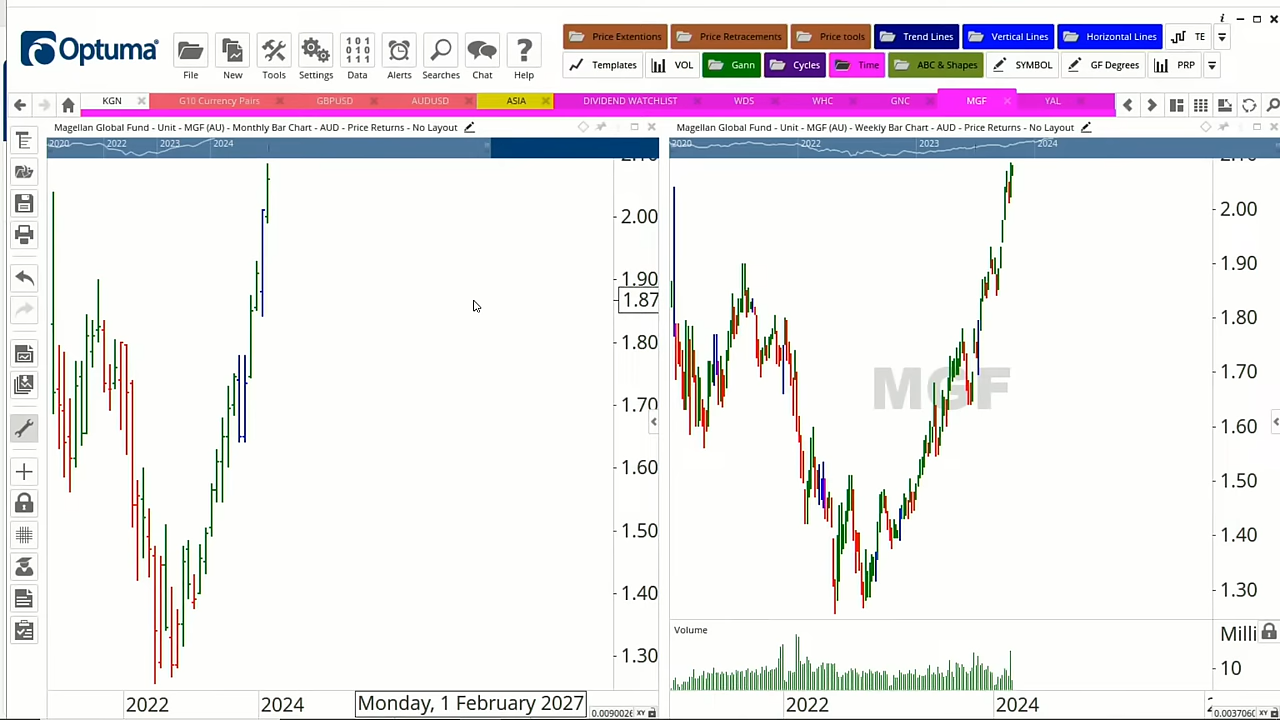 Optuma
File New Tools Settings Data Alerts Searches Chat Help
Price Extentions Price Retracements Price tools Trend Lines Vertical Lines Horizontal Lines TE
Templates VOL Gann Cycles Time ABC & Shapes SYMBOL GF Degrees PRP
KGN G10 Currency Pairs GBPUSD AUDUSD ASIA DIVIDEND WATCHLIST WDS WHC GNC MGF YAL
Magellan Global Fund - Unit - MGF (AU) - Monthly Bar Chart - AUD - Price Returns - No Layout
2020 2022 2023 2024
2.00
1.90
1.87
1.80
1.70
1.60
1.50
1.40
1.30
2022 2024 Monday, 1 February 2027
0.0090026 XY
Magellan Global Fund - Unit - MGF (AU) - Weekly Bar Chart - AUD - Price Returns - No Layout
2020 2022 2023 2024
2.00
1.90
1.80
1.70
MGF
1.60
1.50
1.40
1.30
Volume
Milli
10
2022 2024
0.003706 XY